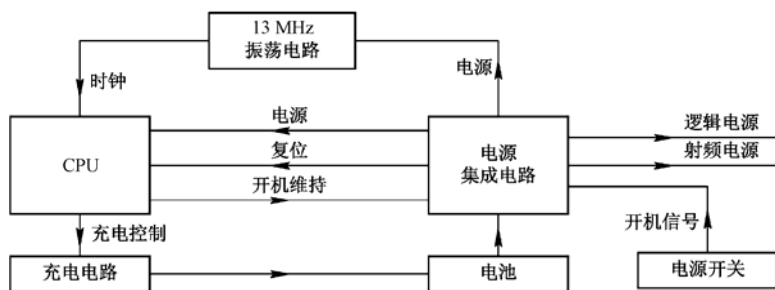 13 MHz
振荡电路
时钟
电源
电源
逻辑电源
CPU
复位
电源
集成电路
射频电源
开机维持
充电控制
开机信号
充电电路
电池
电源开关